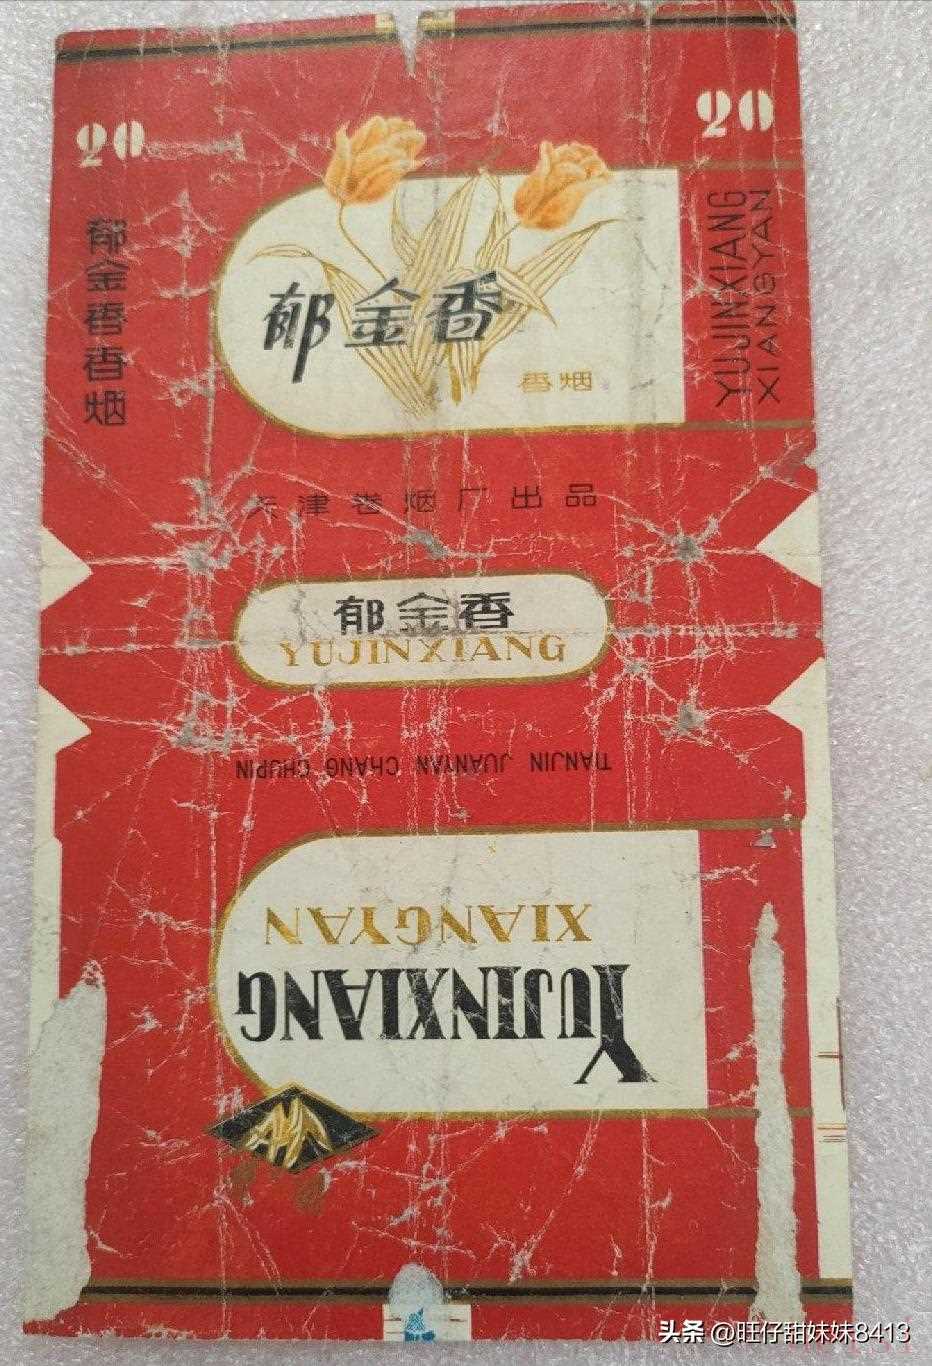 20
20
郁金香香烟
郁金香
香烟
YUJINXIANG
XIANGYAN
天津卷烟厂出品
郁金香
YUJINXIANG
TIANJIN JUANYAN CHANG CHUPIN
YUJINXIANG
XIANGYAN
头条 @旺仔甜妹妹8413